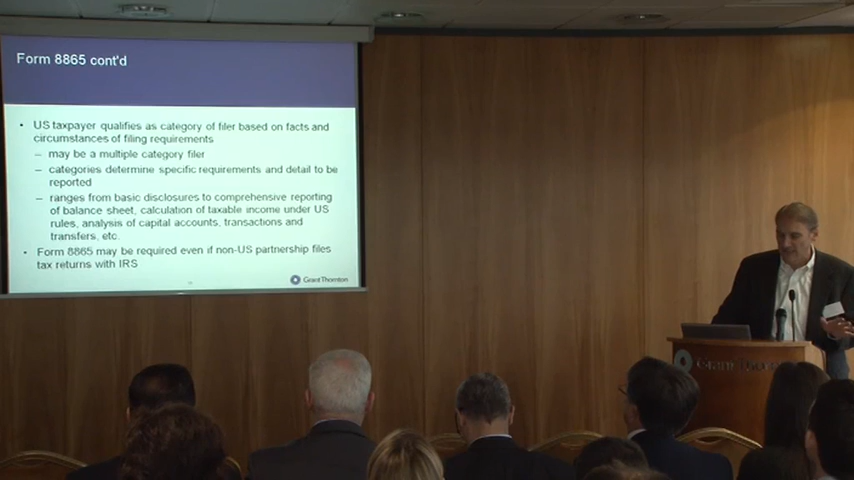 Form 8865 cont'd
• US taxpayer qualifies as category of filer based on facts and
circumstances of filing requirements
– may be a multiple category filer
– categories determine specific requirements and detail to be
reported
– ranges from basic disclosures to comprehensive reporting
of balance sheet, calculation of taxable income under US
rules, analysis of capital accounts, transactions and
transfers, etc.
• Form 8865 may be required even if non-US partnership files
tax returns with IRS
Grant Thornton
Grant Thornton